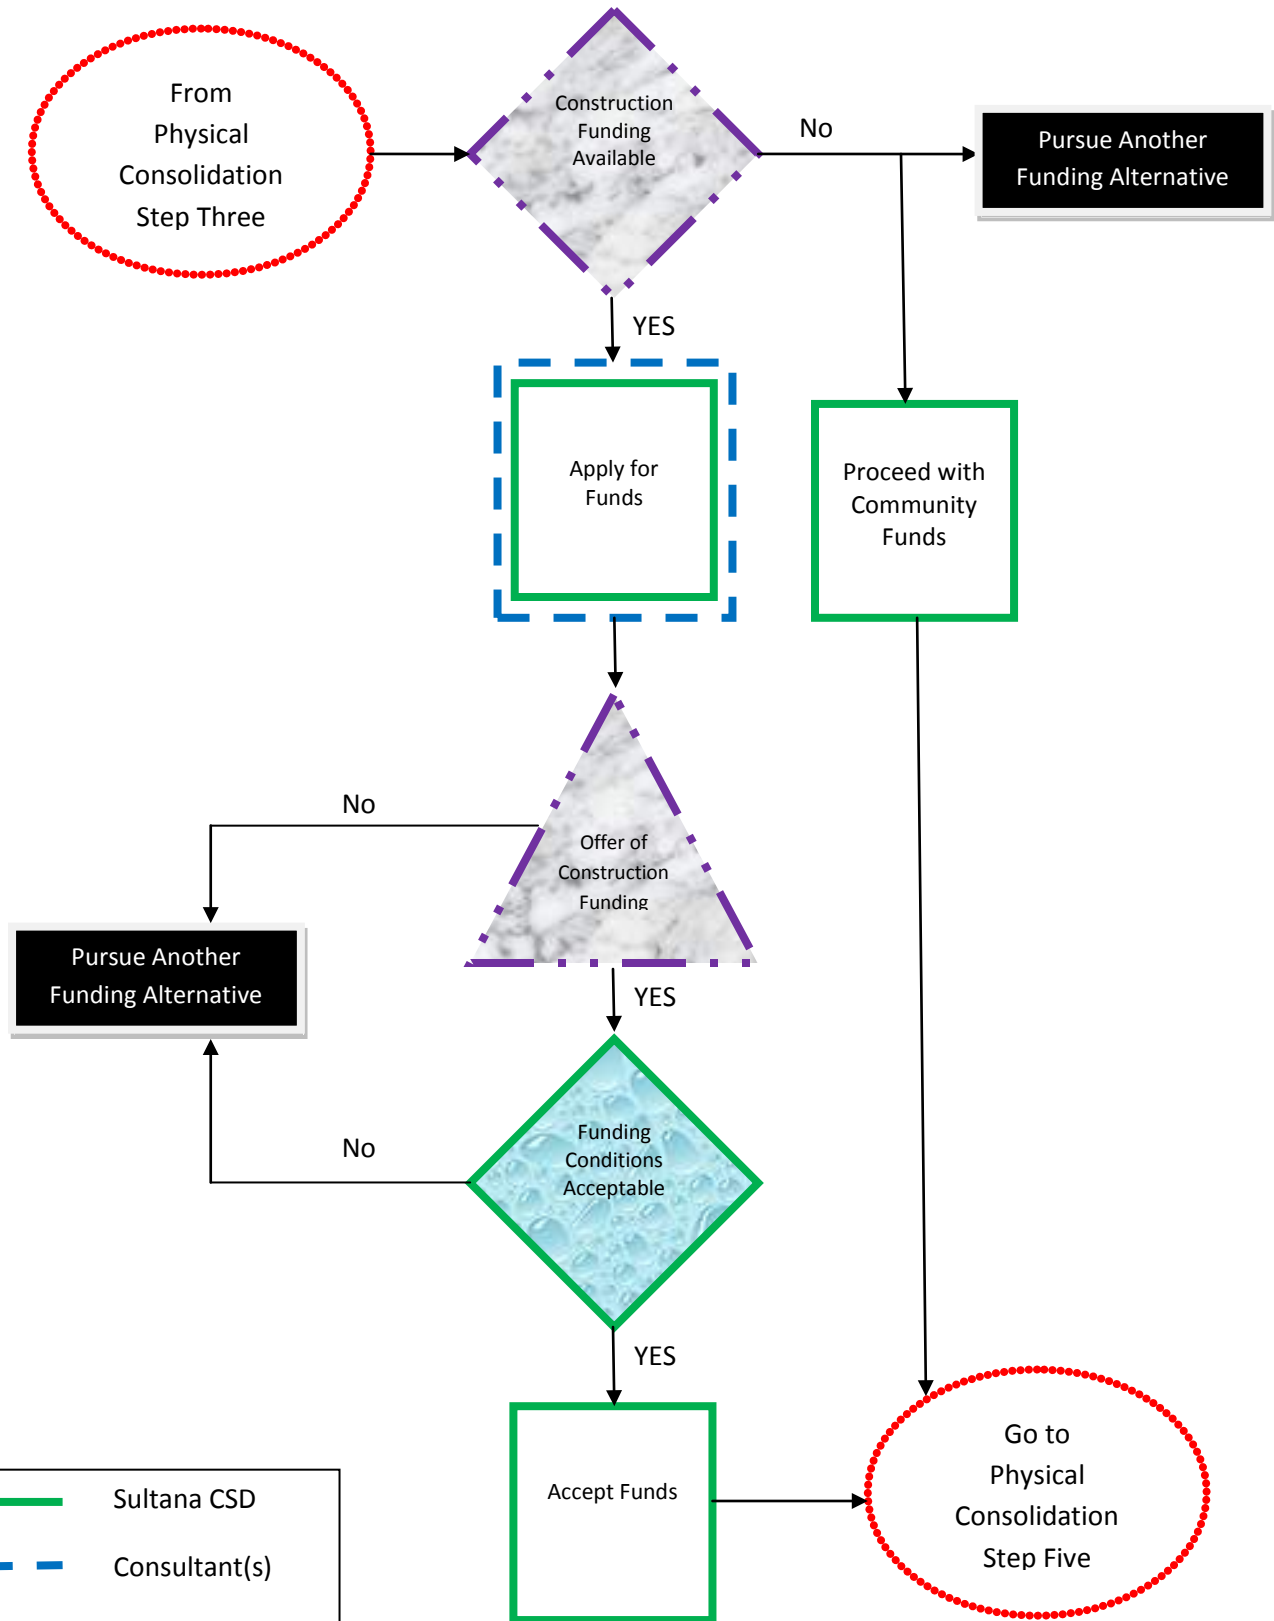 From
Physical
Consolidation
Step Three
Construction
Funding
Available
No
Pursue Another
Funding Alternative
YES
Apply for
Funds
Proceed with
Community
Funds
No
Offer of
Construction
Funding
Pursue Another
Funding Alternative
YES
No
Funding
Conditions
Acceptable
YES
Accept Funds
Go to
Physical
Consolidation
Step Five
Sultana CSD
Consultant(s)